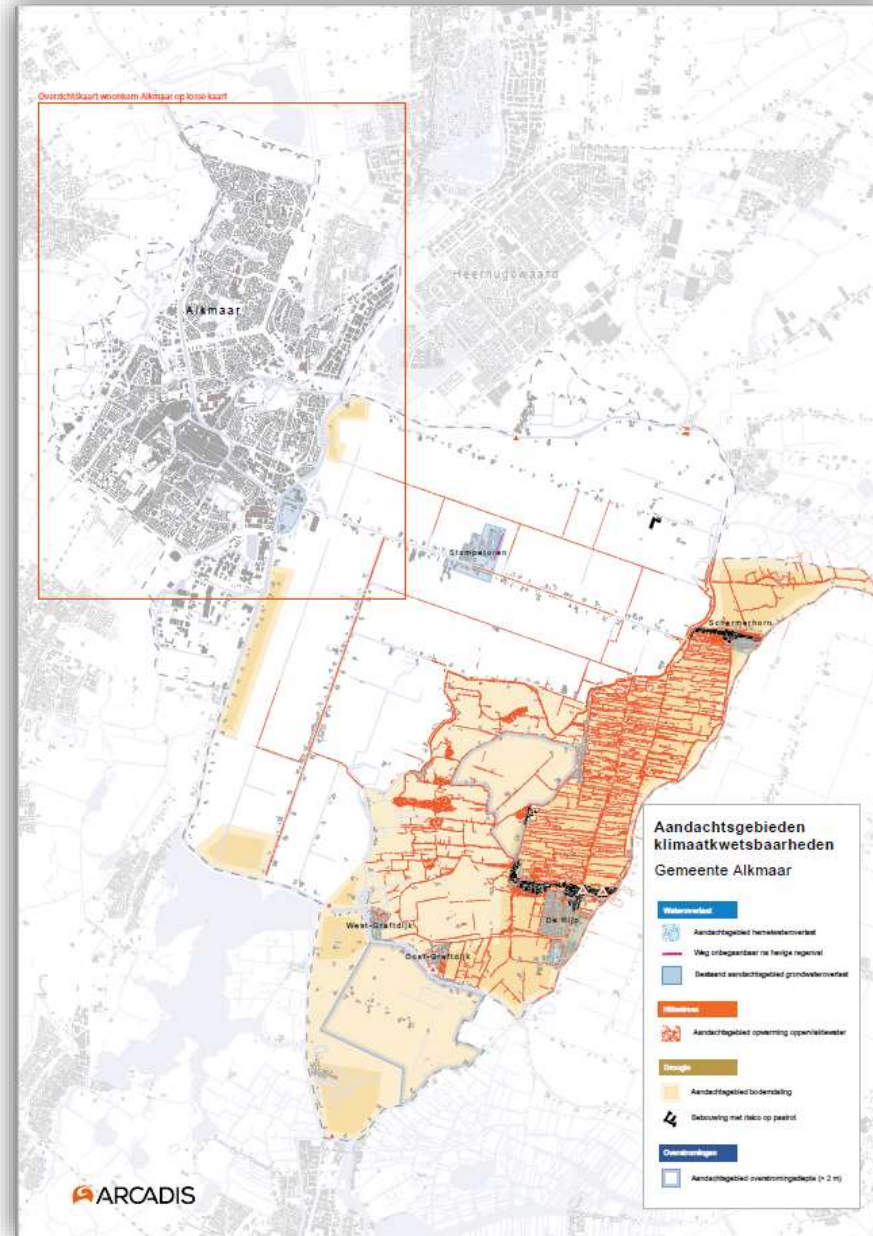 Overzichtskaart woonkern Alkmaar op losse kaart
Heerhugowaard
Alkmaar
Stompetoren
Schermerhorn
De Rijp
West-Graftdijk
Oost-Graftdijk
Aandachtsgebieden
klimaatkwetsbaarheden
Gemeente Alkmaar
Wateroverlast
Aandachtsgebied hemelwateroverlast
Weg onbegaanbaar na hevige regenval
Bestaand aandachtsgebied grondwateroverlast
Hittestress
Aandachtsgebied opwarming oppervlaktewater
Droogte
Aandachtsgebied bodemdaling
Bebouwing met risico op paalrot
Overstromingen
Aandachtsgebied overstromingsdiepte (> 2 m)
ARCADIS